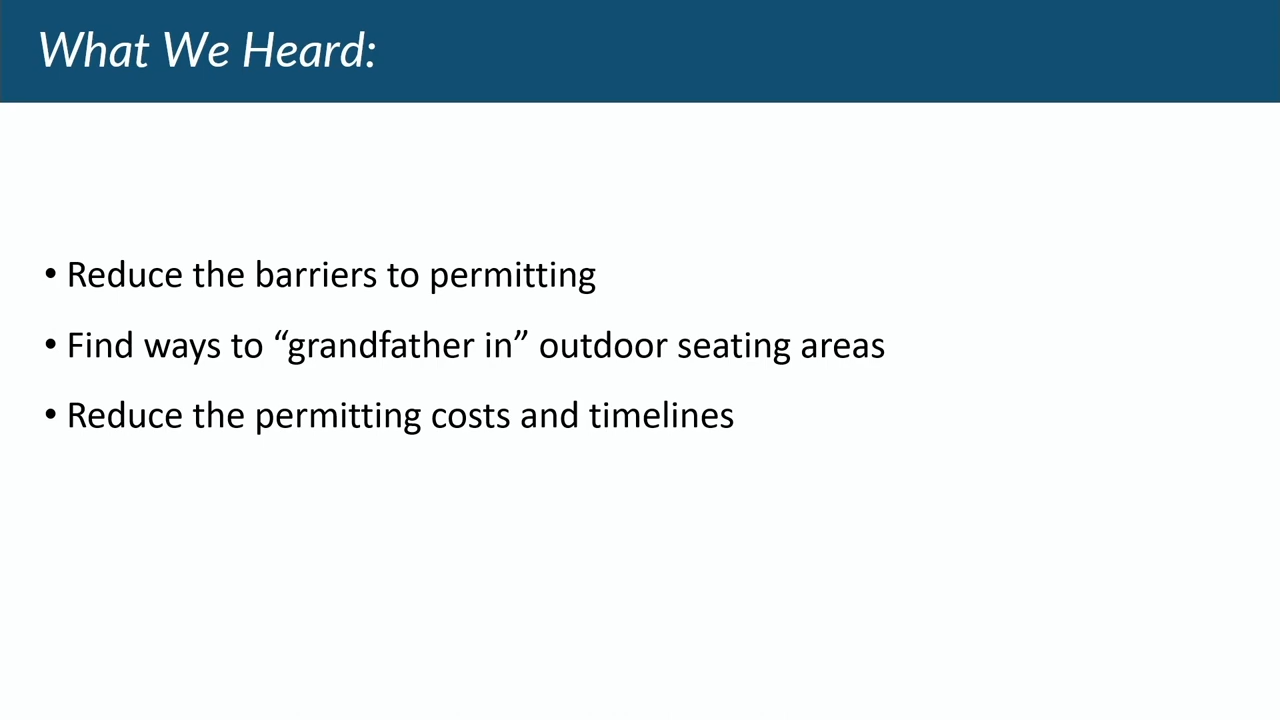 What We Heard:
• Reduce the barriers to permitting
• Find ways to “grandfather in” outdoor seating areas
• Reduce the permitting costs and timelines